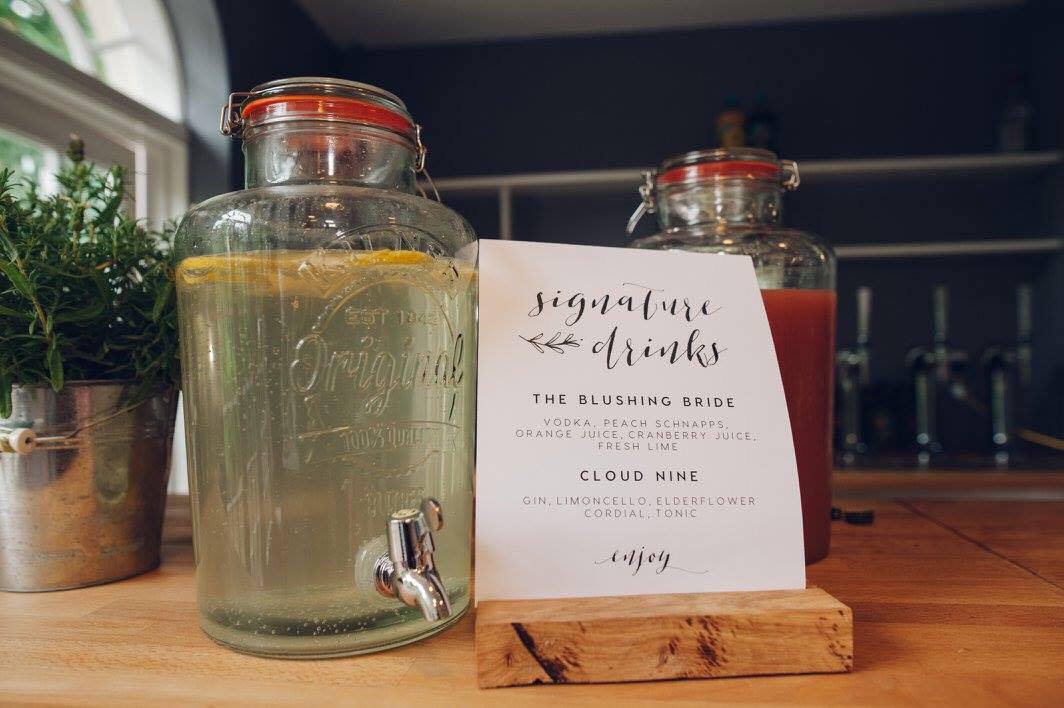 EST 1942
Original
100% QUALITY
signature
drinks
THE BLUSHING BRIDE
VODKA, PEACH SCHNAPPS,
ORANGE JUICE, CRANBERRY JUICE,
FRESH LIME
CLOUD NINE
GIN, LIMONCELLO, ELDERFLOWER
CORDIAL, TONIC
enjoy